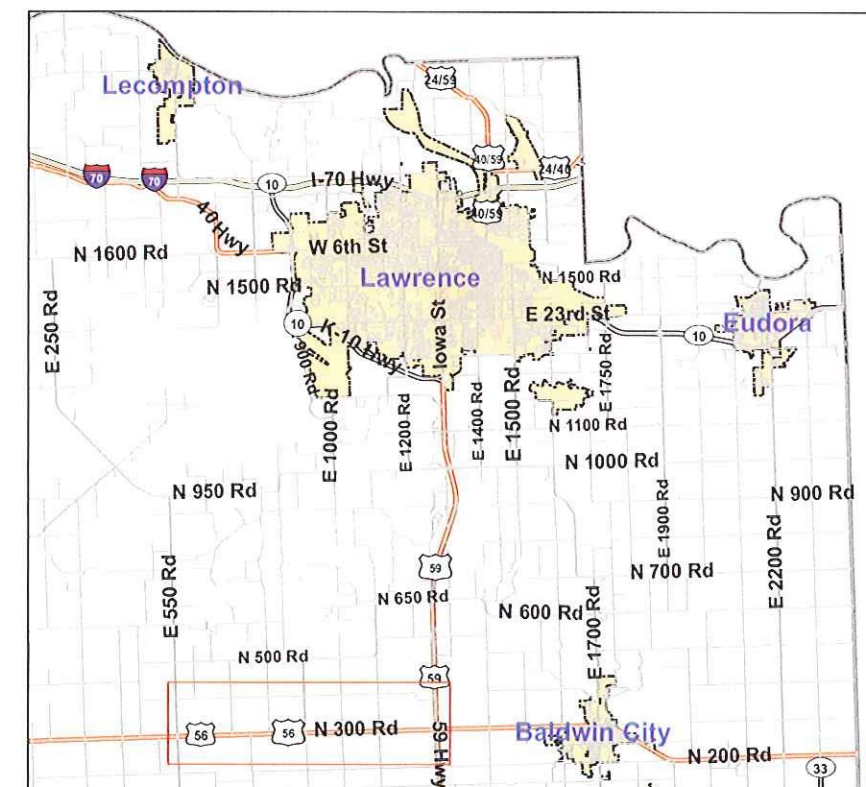 Lecompton
24/59
70
70
10
I-70 Hwy
40/59
24/40
40/59
40 Hwy
N 1600 Rd
W 6th St
N 1500 Rd
Lawrence
N 1500 Rd
E 250 Rd
10
K-10 Hwy
Iowa St
E 23rd St
10
Eudora
900 Rd
E 1000 Rd
E 1200 Rd
E 1400 Rd
E 1500 Rd
E 1750 Rd
N 1100 Rd
N 1000 Rd
N 950 Rd
E 1900 Rd
N 900 Rd
E 550 Rd
59
N 650 Rd
N 600 Rd
E 1700 Rd
N 700 Rd
E 2200 Rd
N 500 Rd
59
56
56
N 300 Rd
59 Hwy
Baldwin City
N 200 Rd
33